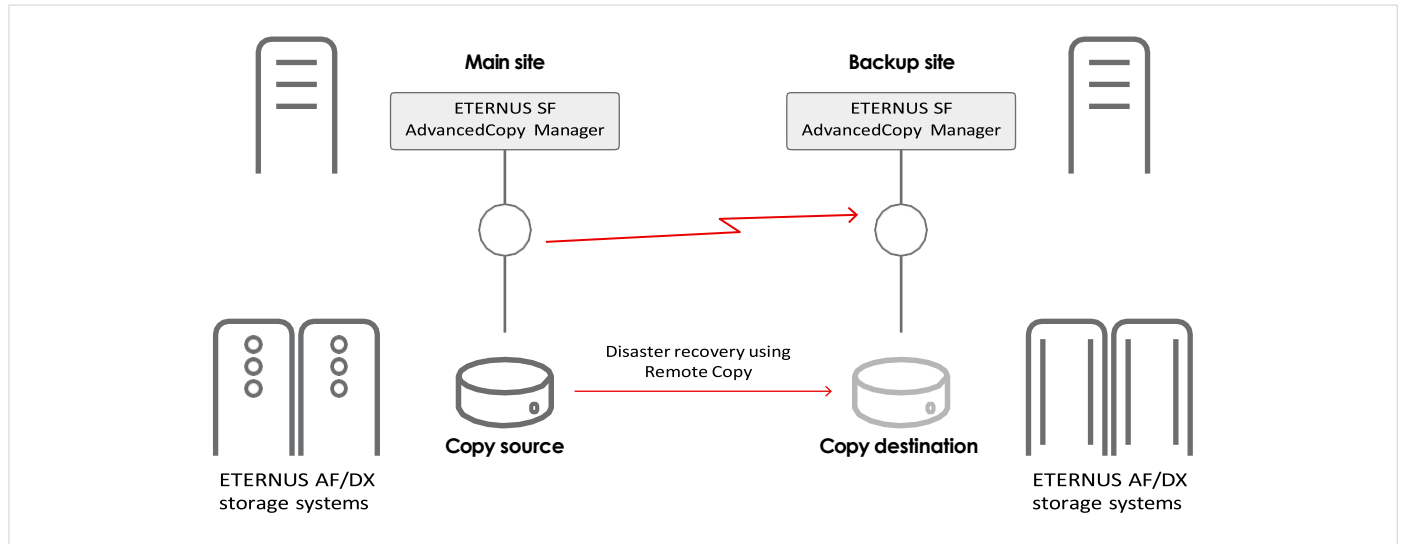 Main site
Backup site
ETERNUS SF
AdvancedCopy Manager
ETERNUS SF
AdvancedCopy Manager
Disaster recovery using
Remote Copy
Copy source
Copy destination
ETERNUS AF/DX
storage systems
ETERNUS AF/DX
storage systems